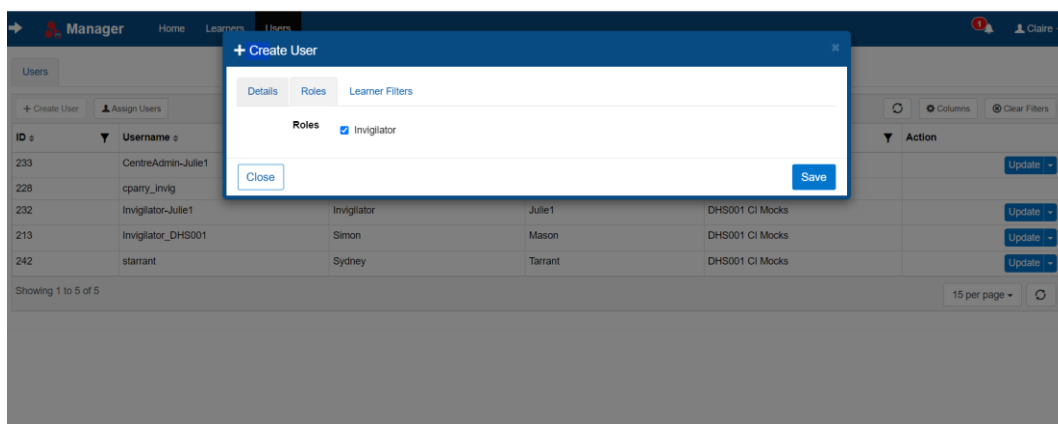 Manager Home Learners Users 1 Claire
+ Create User
Users
Details Roles Learner Filters
+ Create User Assign Users Columns Clear Filters
Roles Invigilator
ID Username Action
233 CentreAdmin-Julie1 Update
Close Save
228 cparry_invig
232 Invigilator-Julie1 Invigilator Julie1 DHS001 CI Mocks Update
213 Invigilator_DHS001 Simon Mason DHS001 CI Mocks Update
242 starrant Sydney Tarrant DHS001 CI Mocks Update
Showing 1 to 5 of 5 15 per page